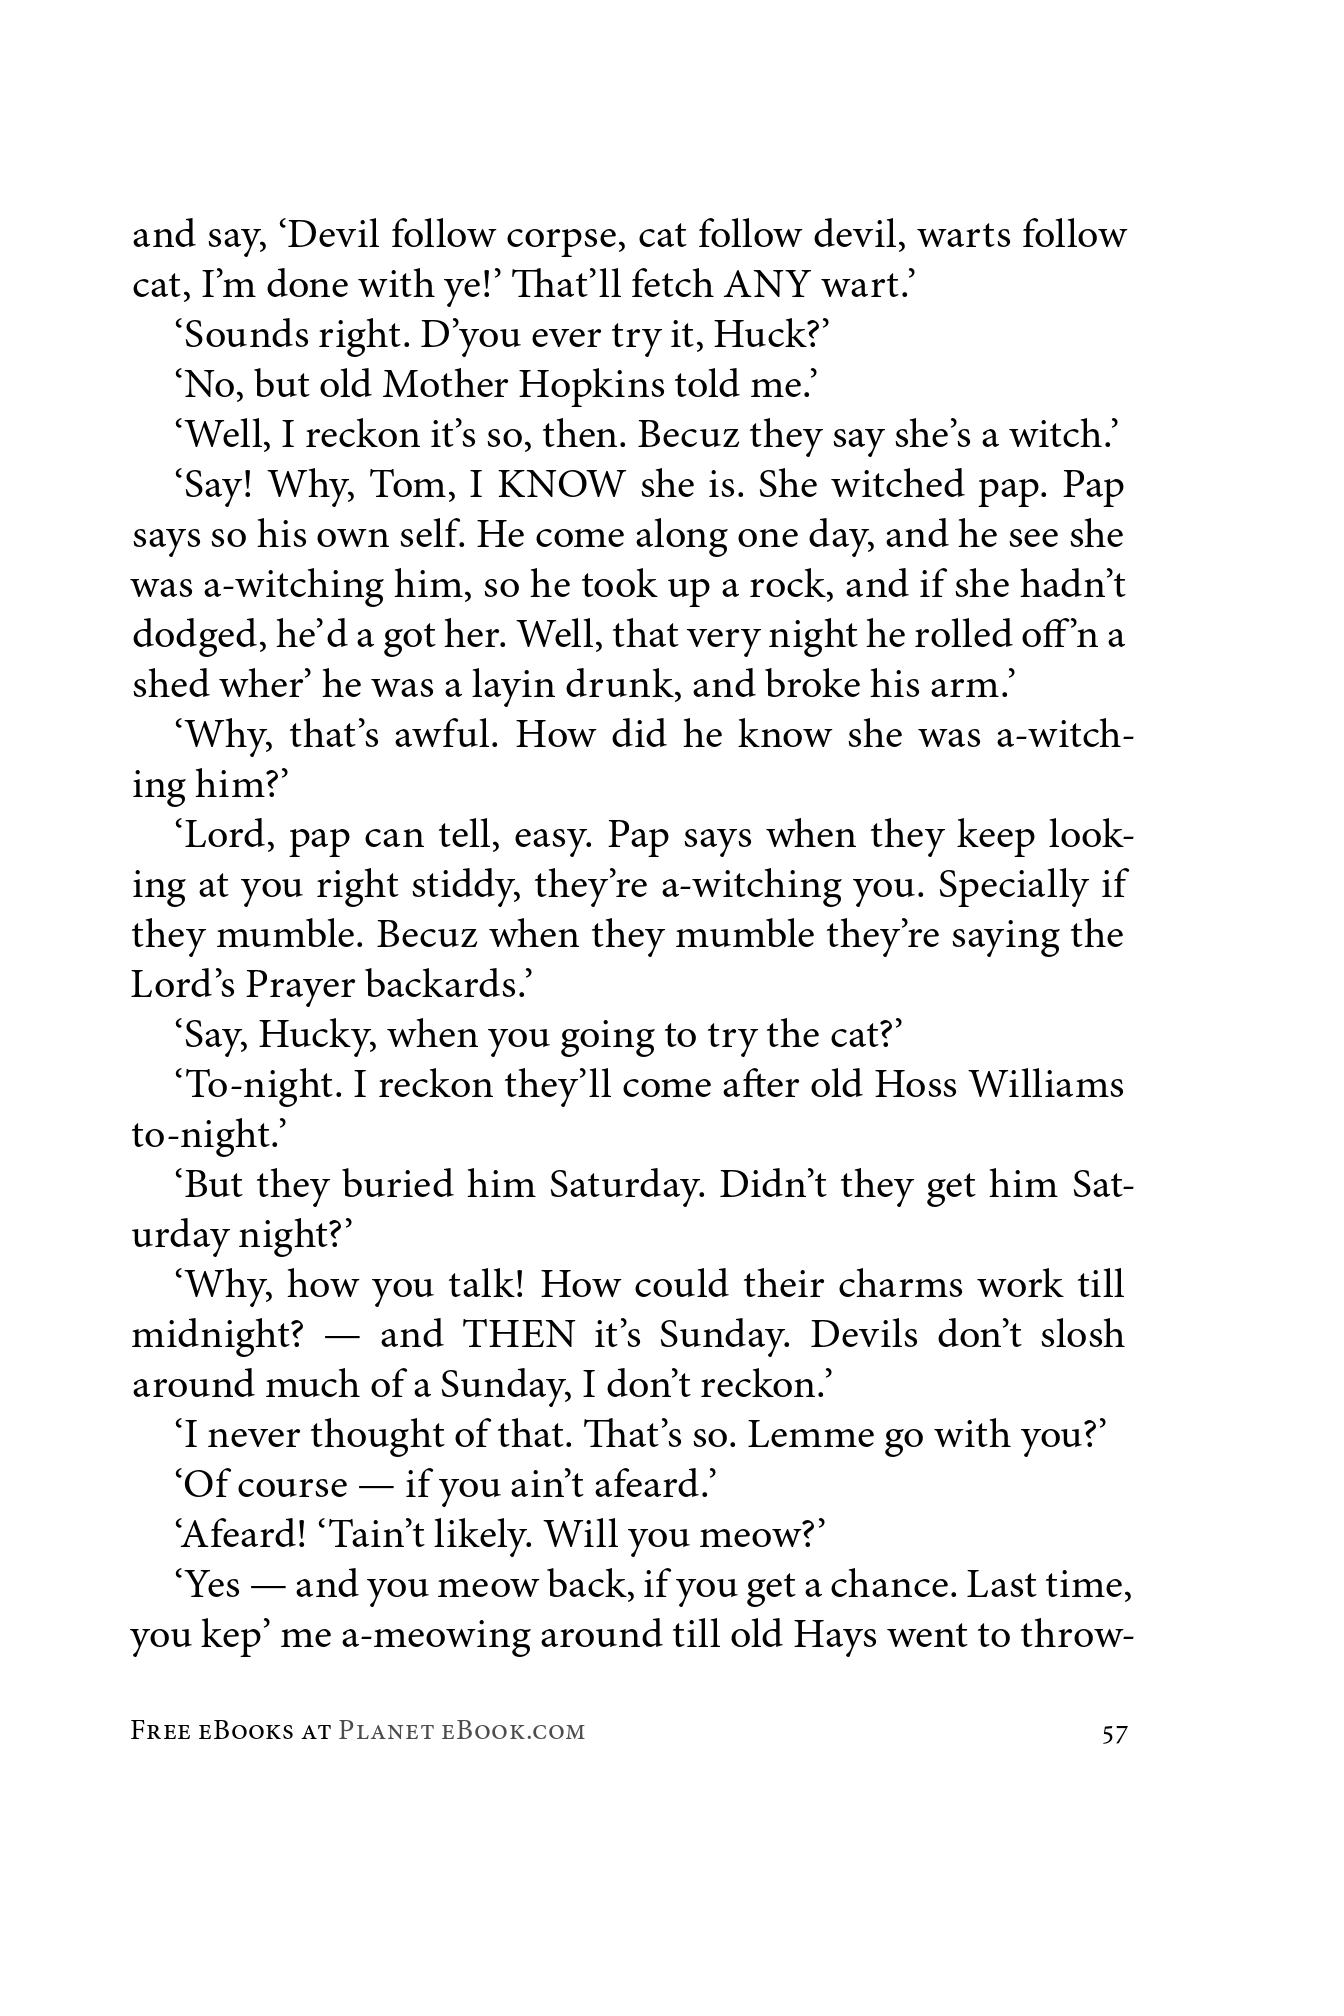 and say, ‘Devil follow corpse, cat follow devil, warts follow
cat, I’m done with ye!’ That’ll fetch ANY wart.’
‘Sounds right. D’you ever try it, Huck?’
‘No, but old Mother Hopkins told me.’
‘Well, I reckon it’s so, then. Becuz they say she’s a witch.’
‘Say! Why, Tom, I KNOW she is. She witched pap. Pap
says so his own self. He come along one day, and he see she
was a-witching him, so he took up a rock, and if she hadn’t
dodged, he’d a got her. Well, that very night he rolled off’n a
shed wher’ he was a layin drunk, and broke his arm.’
‘Why, that’s awful. How did he know she was a-witch-
ing him?’
‘Lord, pap can tell, easy. Pap says when they keep look-
ing at you right stiddy, they’re a-witching you. Specially if
they mumble. Becuz when they mumble they’re saying the
Lord’s Prayer backards.’
‘Say, Hucky, when you going to try the cat?’
‘To-night. I reckon they’ll come after old Hoss Williams
to-night.’
‘But they buried him Saturday. Didn’t they get him Sat-
urday night?’
‘Why, how you talk! How could their charms work till
midnight? — and THEN it’s Sunday. Devils don’t slosh
around much of a Sunday, I don’t reckon.’
‘I never thought of that. That’s so. Lemme go with you?’
‘Of course — if you ain’t afeard.’
‘Afeard! ‘Tain’t likely. Will you meow?’
‘Yes — and you meow back, if you get a chance. Last time,
you kep’ me a-meowing around till old Hays went to throw-
Free eBooks at Planet eBook.com 57